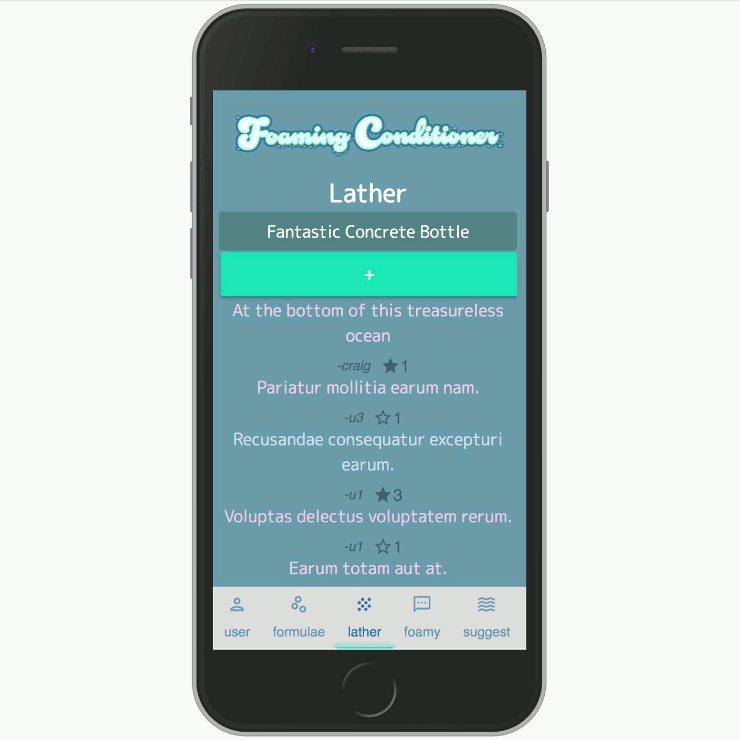 Foaming Conditioner
Lather
Fantastic Concrete Bottle
+
At the bottom of this treasureless
ocean
-craig ★1
Pariatur mollitia earum nam.
-u3 ☆1
Recusandae consequatur excepturi
earum.
-u1 ★3
Voluptas delectus voluptatem rerum.
-u1 ☆1
Earum totam aut at.
user formulae lather foamy suggest